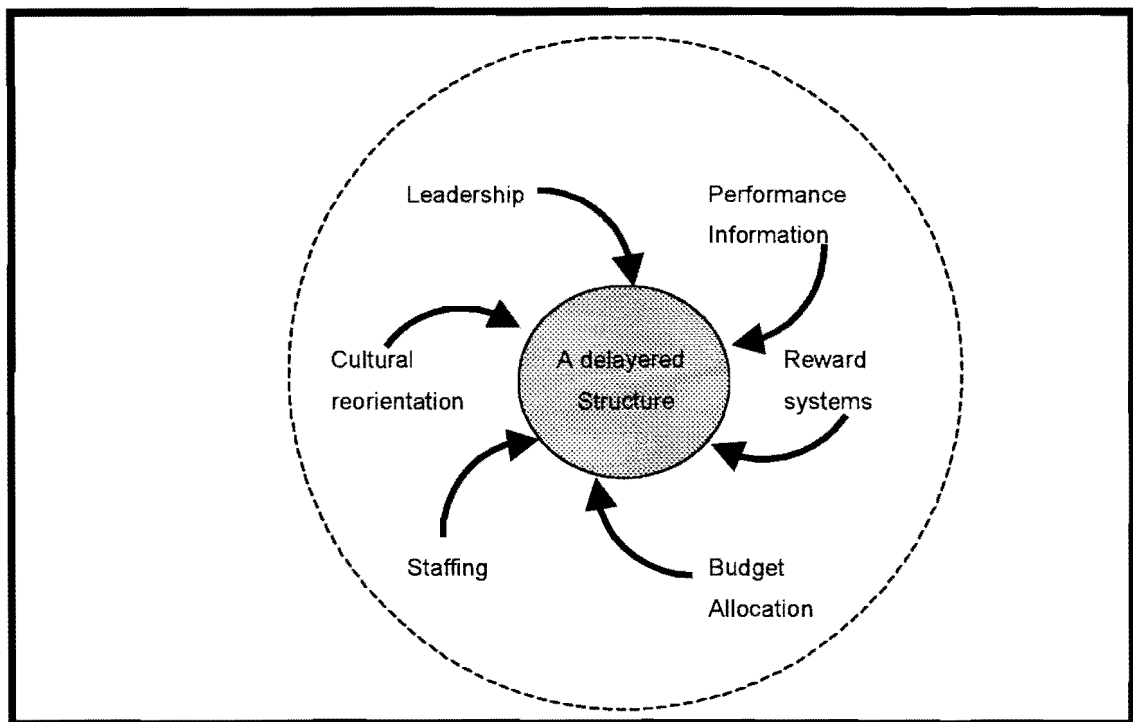 Leadership
Performance
Information
Cultural
reorientation
A delayered
Structure
Reward
systems
Staffing
Budget
Allocation